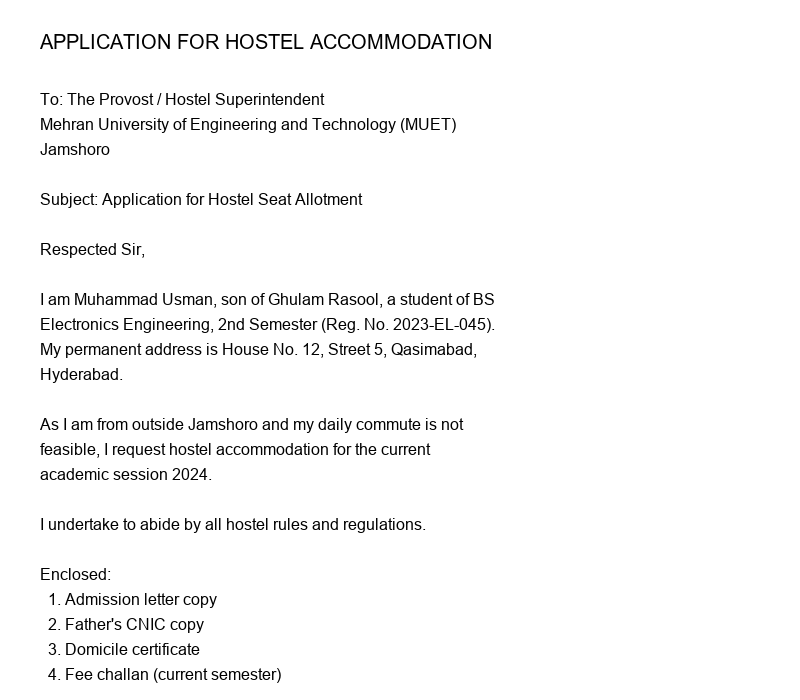 APPLICATION FOR HOSTEL ACCOMMODATION
To: The Provost / Hostel Superintendent
Mehran University of Engineering and Technology (MUET)
Jamshoro
Subject: Application for Hostel Seat Allotment
Respected Sir,
I am Muhammad Usman, son of Ghulam Rasool, a student of BS
Electronics Engineering, 2nd Semester (Reg. No. 2023-EL-045).
My permanent address is House No. 12, Street 5, Qasimabad,
Hyderabad.
As I am from outside Jamshoro and my daily commute is not
feasible, I request hostel accommodation for the current
academic session 2024.
I undertake to abide by all hostel rules and regulations.
Enclosed:
1. Admission letter copy
2. Father's CNIC copy
3. Domicile certificate
4. Fee challan (current semester)